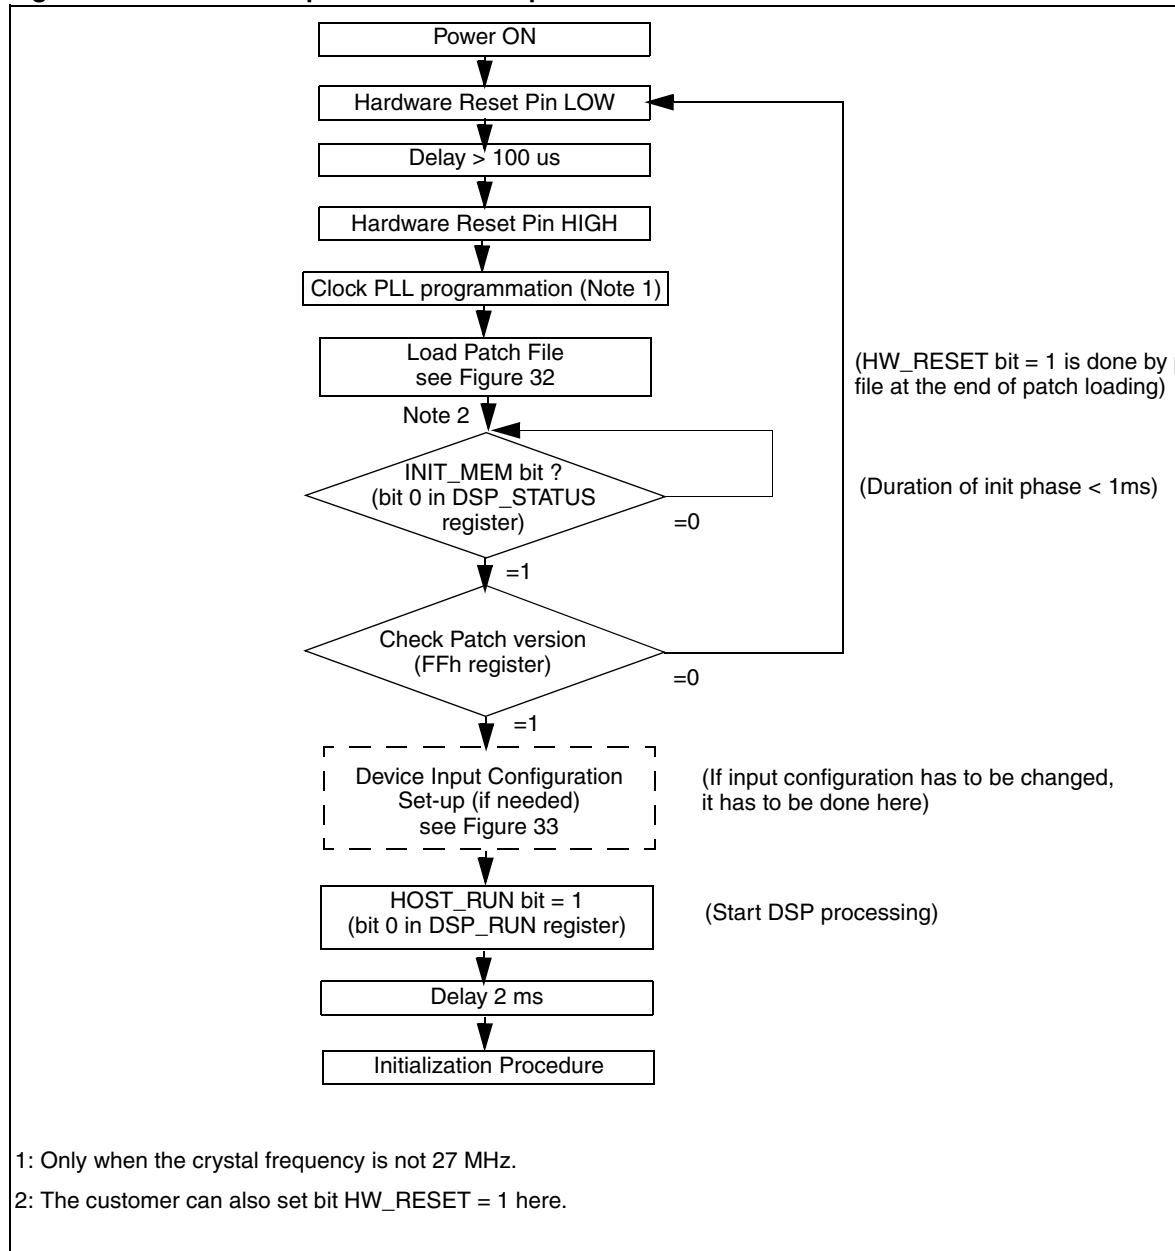 Power ON
Hardware Reset Pin LOW
Delay > 100 us
Hardware Reset Pin HIGH
Clock PLL programmation (Note 1)
Load Patch File
see Figure 32
(HW_RESET bit = 1 is done by
file at the end of patch loading)
Note 2
INIT_MEM bit ?
(bit 0 in DSP_STATUS
register)
=0
(Duration of init phase < 1ms)
=1
Check Patch version
(FFh register)
=0
=1
Device Input Configuration
Set-up (if needed)
see Figure 33
(If input configuration has to be changed,
it has to be done here)
HOST_RUN bit = 1
(bit 0 in DSP_RUN register)
(Start DSP processing)
Delay 2 ms
Initialization Procedure
1: Only when the crystal frequency is not 27 MHz.
2: The customer can also set bit HW_RESET = 1 here.